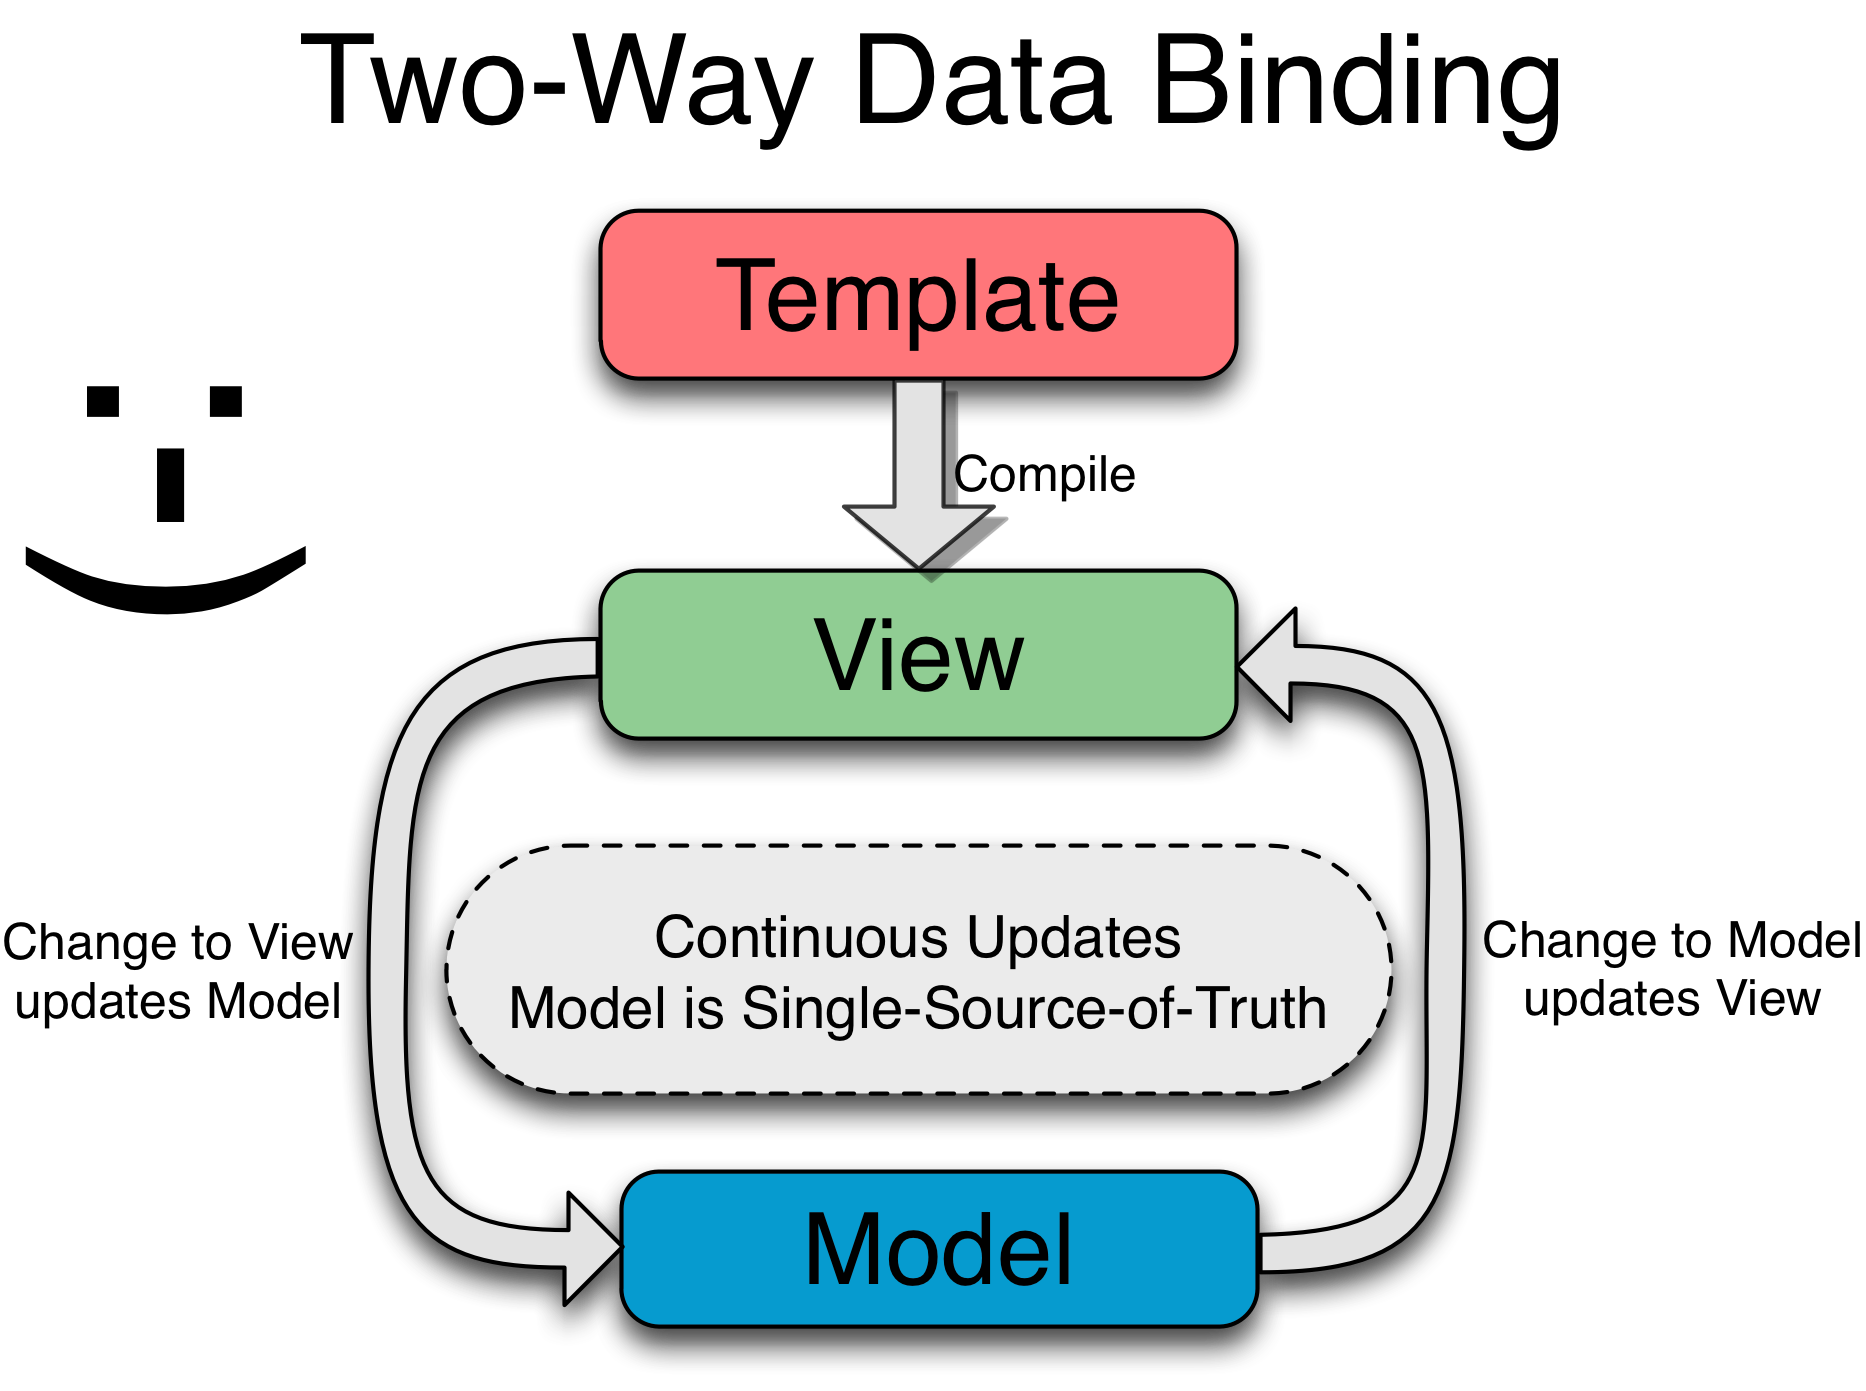 Two-Way Data Binding
Template
Compile
View
Change to View
updates Model
Continuous Updates
Model is Single-Source-of-Truth
Change to Model
updates View
Model